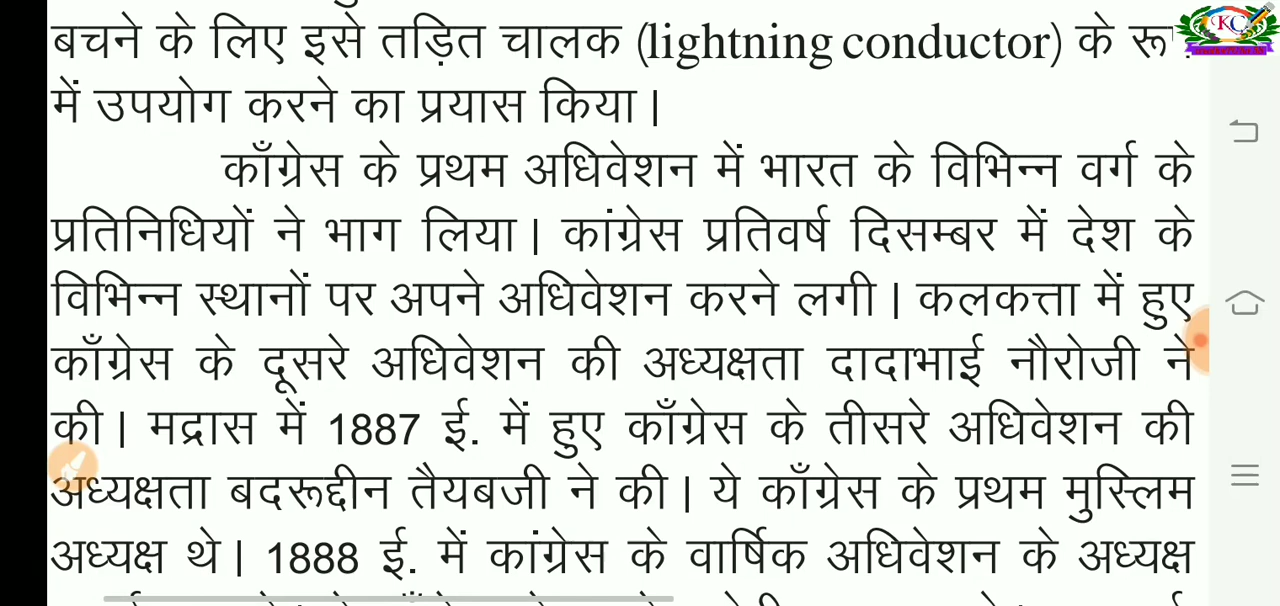 बचने के लिए इसे तड़ित चालक (lightning conductor) के
में उपयोग करने का प्रयास किया |
काँग्रेस के प्रथम अधिवेशन में भारत के विभिन्न वर्ग के
प्रतिनिधियों ने भाग लिया | कांग्रेस प्रतिवर्ष दिसम्बर में देश के
विभिन्न स्थानों पर अपने अधिवेशन करने लगी | कलकत्ता में हुए
काँग्रेस के दूसरे अधिवेशन की अध्यक्षता दादाभाई नौरोजी ने
की | मद्रास में 1887 ई. में हुए काँग्रेस के तीसरे अधिवेशन की
अध्यक्षता बदरूद्दीन तैयबजी ने की | ये काँग्रेस के प्रथम मुस्लिम
अध्यक्ष थे | 1888 ई. में कांग्रेस के वार्षिक अधिवेशन के अध्यक्ष
KC